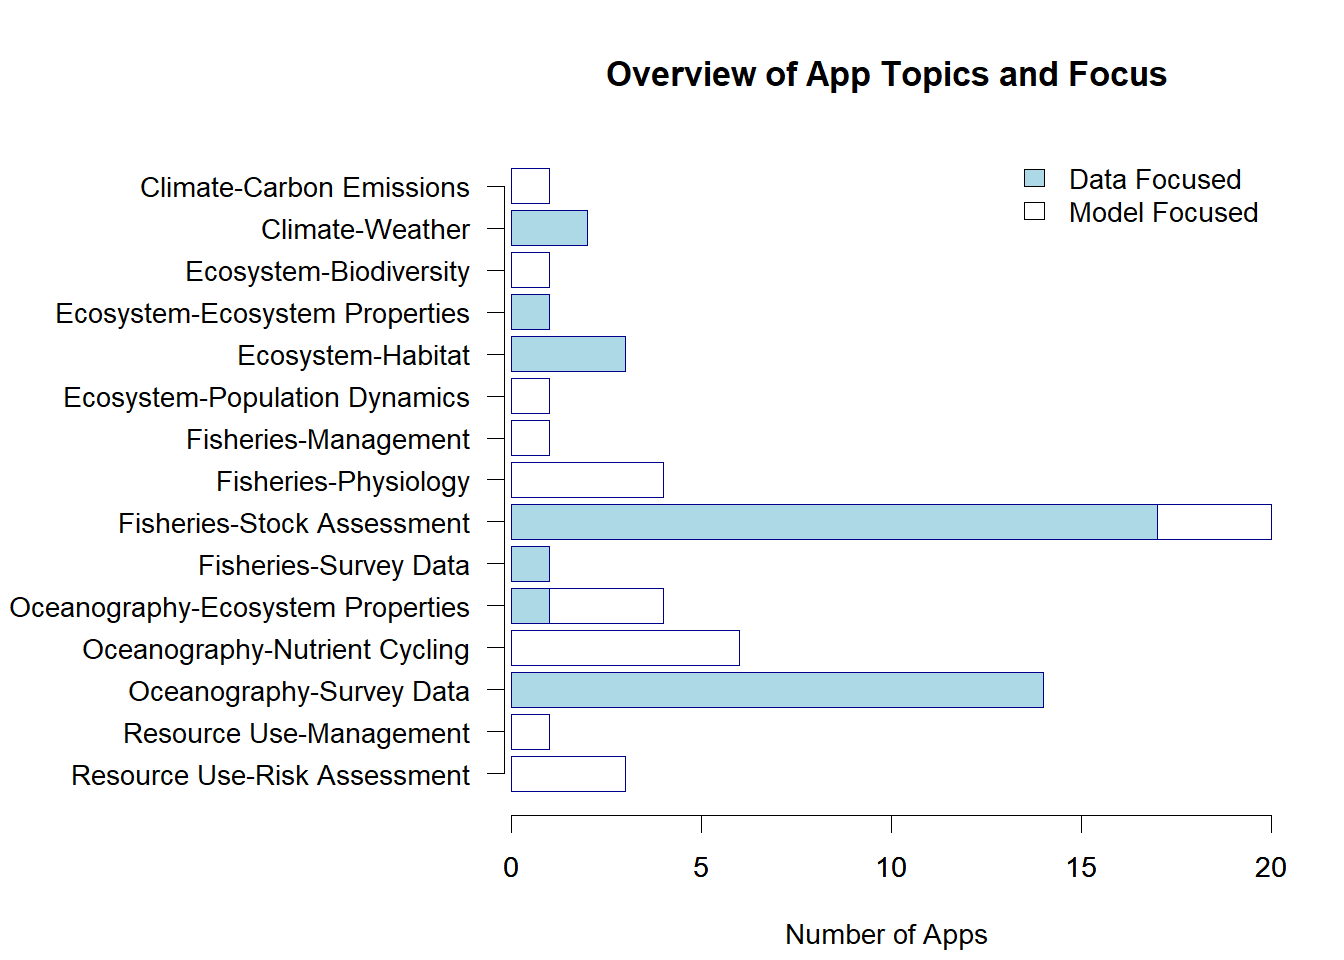 Overview of App Topics and Focus
Data Focused
Model Focused
Climate-Carbon Emissions
Climate-Weather
Ecosystem-Biodiversity
Ecosystem-Ecosystem Properties
Ecosystem-Habitat
Ecosystem-Population Dynamics
Fisheries-Management
Fisheries-Physiology
Fisheries-Stock Assessment
Fisheries-Survey Data
Oceanography-Ecosystem Properties
Oceanography-Nutrient Cycling
Oceanography-Survey Data
Resource Use-Management
Resource Use-Risk Assessment
0 5 10 15 20
Number of Apps